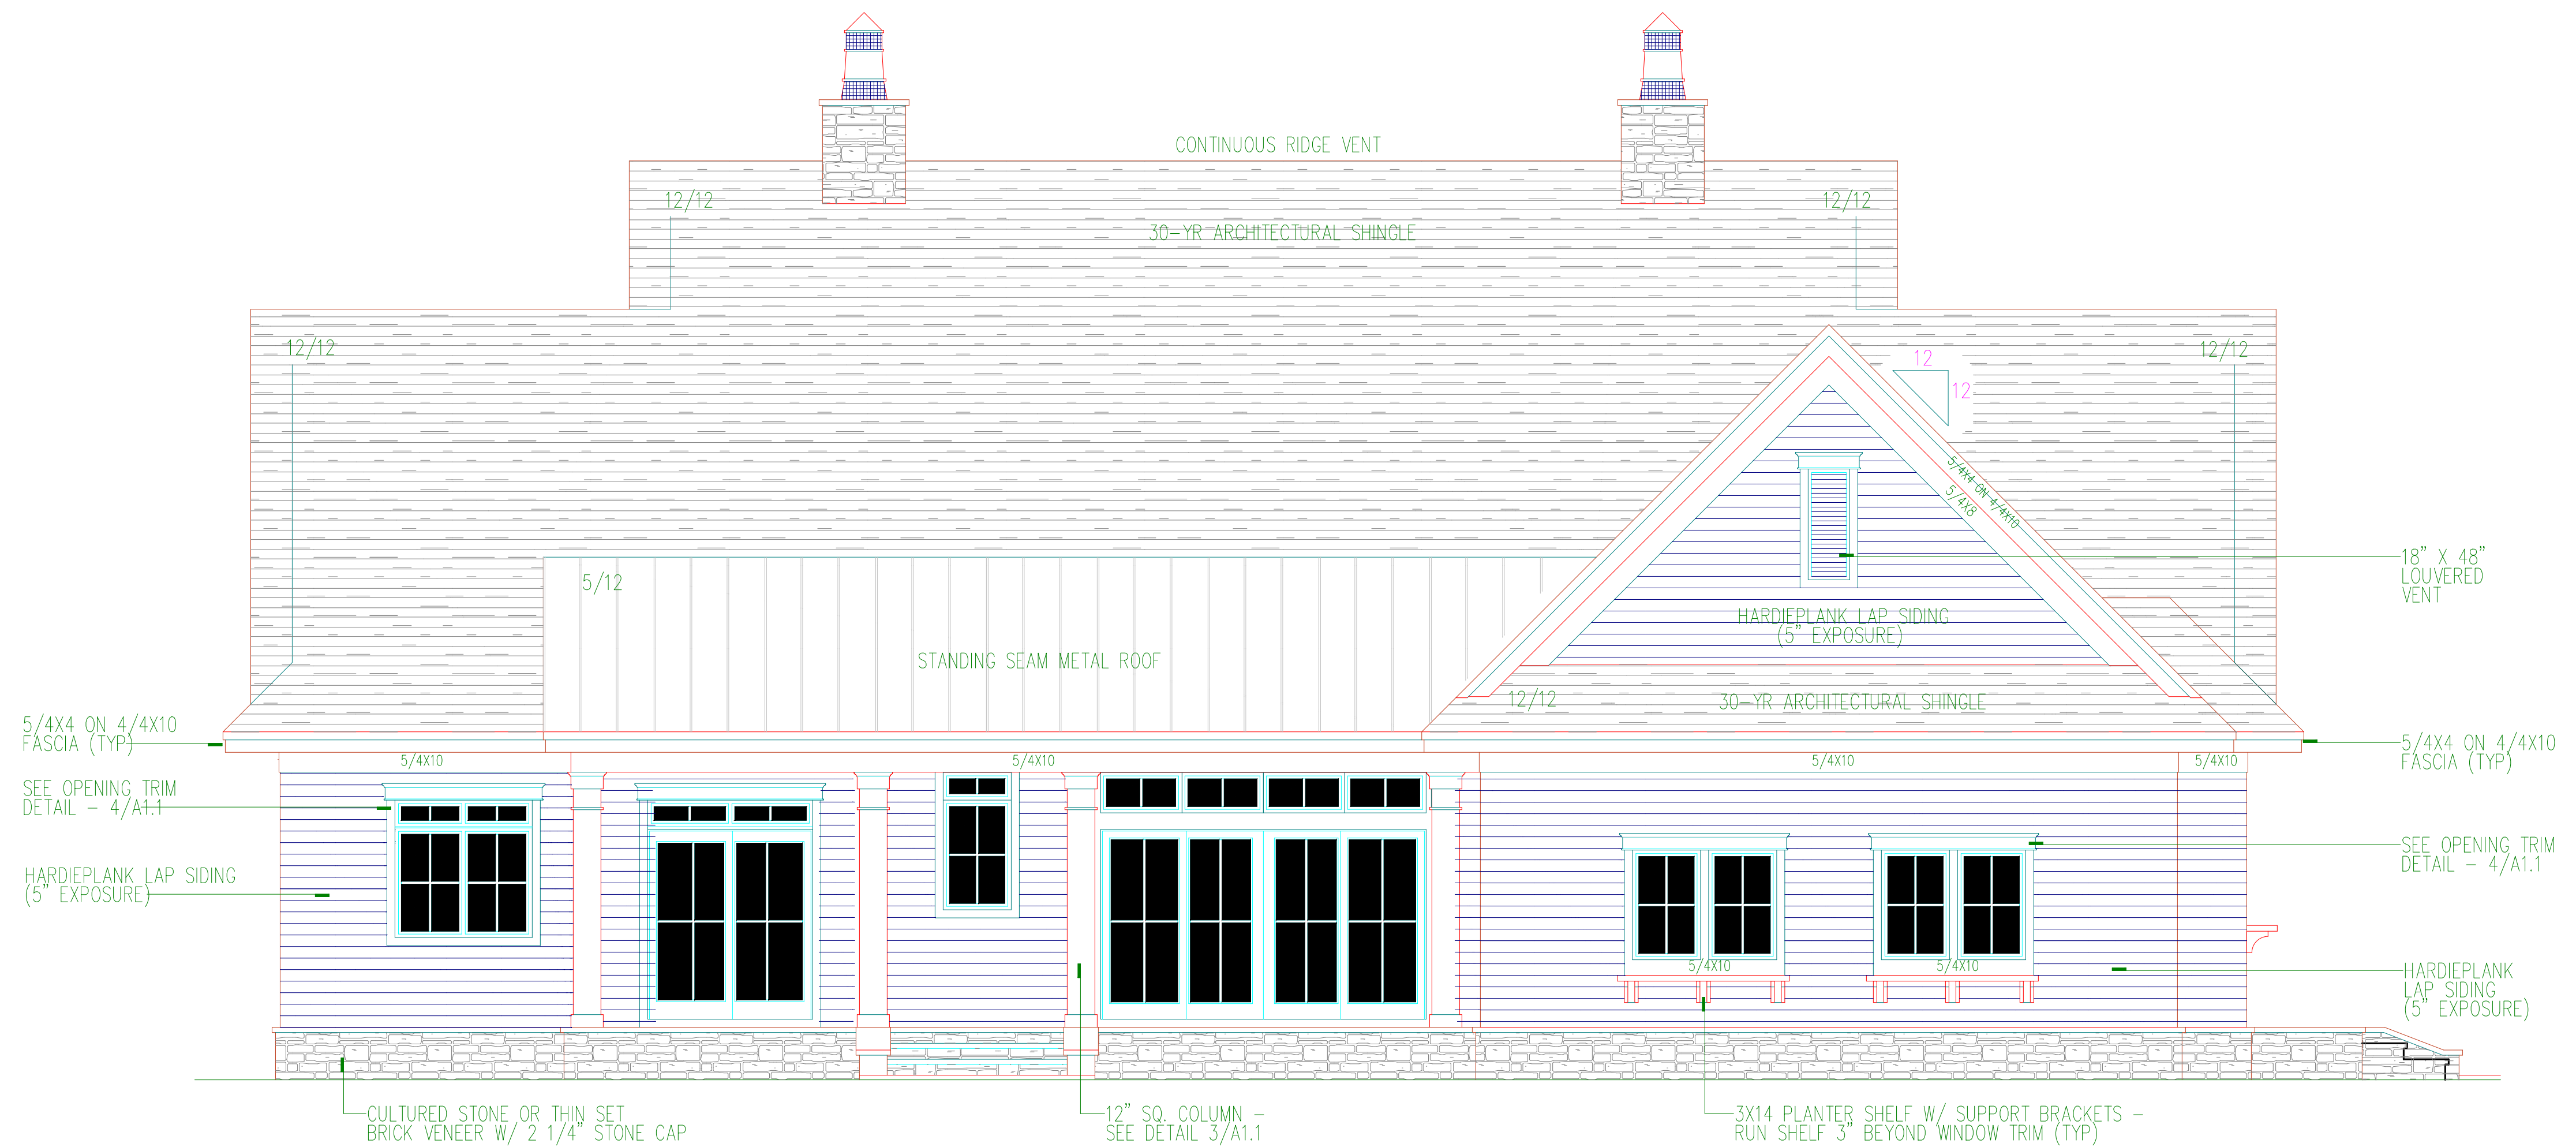 CONTINUOUS RIDGE VENT
12/12
12/12
30-YR ARCHITECTURAL SHINGLE
12/12
12/12
12
12
5/4X4 ON 4/4X10
5/4X8
18" X 48"
LOUVERED
VENT
5/12
HARDIEPLANK LAP SIDING
(5" EXPOSURE)
STANDING SEAM METAL ROOF
12/12
30-YR ARCHITECTURAL SHINGLE
5/4X4 ON 4/4X10
FASCIA (TYP)
5/4X10
5/4X10
5/4X10
5/4X10
5/4X4 ON 4/4X10
FASCIA (TYP)
SEE OPENING TRIM
DETAIL - 4/A1.1
SEE OPENING TRIM
DETAIL - 4/A1.1
HARDIEPLANK LAP SIDING
(5" EXPOSURE)
5/4X10
5/4X10
HARDIEPLANK
LAP SIDING
(5" EXPOSURE)
CULTURED STONE OR THIN SET
BRICK VENEER W/ 2 1/4" STONE CAP
12" SQ. COLUMN -
SEE DETAIL 3/A1.1
3X14 PLANTER SHELF W/ SUPPORT BRACKETS -
RUN SHELF 3" BEYOND WINDOW TRIM (TYP)